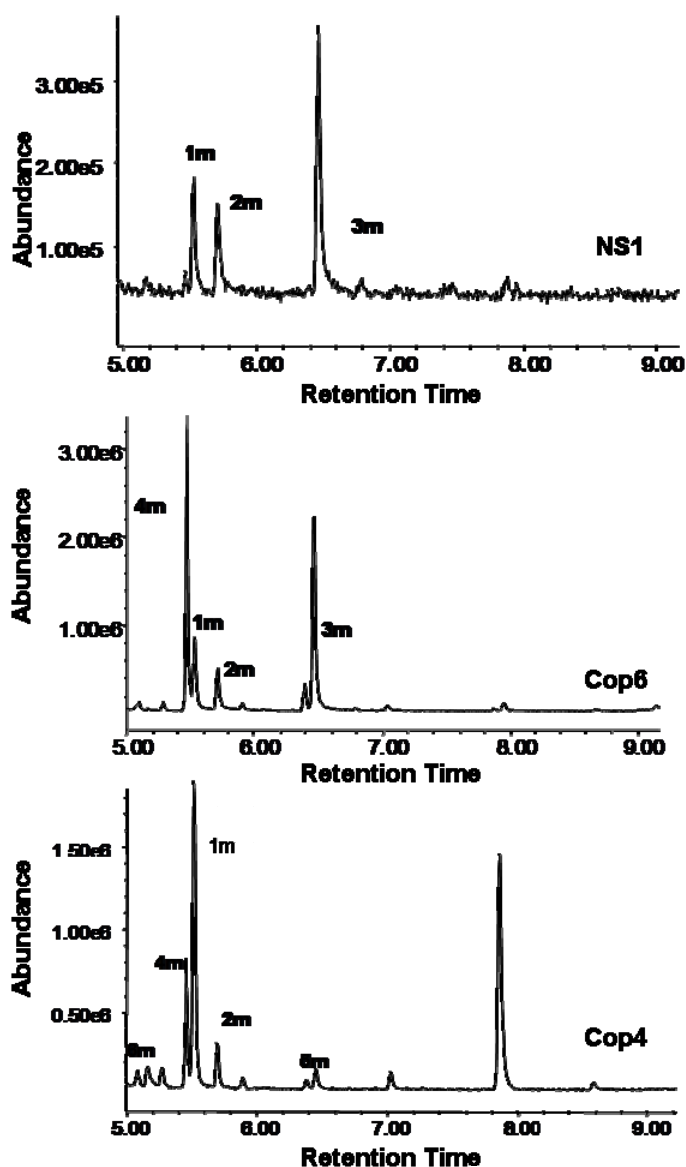 3.00e5
2.00e5
1.00e5
Abundance
1m
2m
3m
NS1
5.00 6.00 7.00 8.00 9.00
Retention Time
3.00e6
2.00e6
1.00e6
Abundance
4m
1m
2m
3m
Cop6
5.00 6.00 7.00 8.00 9.00
Retention Time
1 50e6
1.00e6
0.50e6
Abundance
1m
4m
2m
Cop4
5.00 6.00 7.00 8.00 9.00
Retention Time